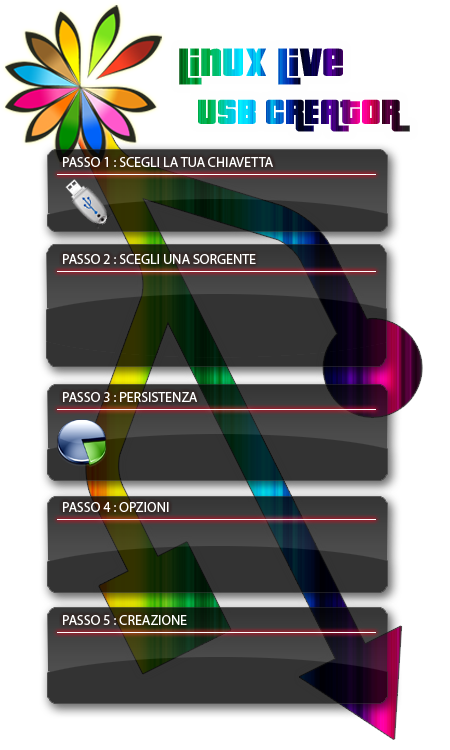 Linux Live
USB CREATOR
PASSO 1 : SCEGLI LA TUA CHIAVETTA
PASSO 2 : SCEGLI UNA SORGENTE
PASSO 3 : PERSISTENZA
PASSO 4 : OPZIONI
PASSO 5 : CREAZIONE